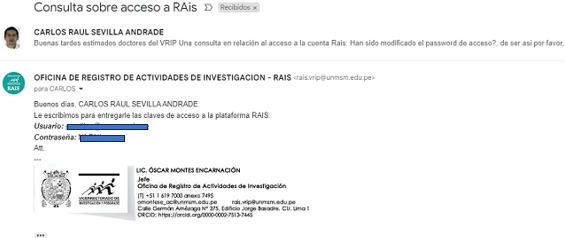 Consulta sobre acceso a RAis
Recibidos ×
CARLOS RAUL SEVILLA ANDRADE
Buenas tardes estimados doctores del VRIP Una consulta en relación al acceso a la cuenta Rais: Han sido modificado el password de acceso?, de ser asi por favor,
OFICINA DE REGISTRO DE ACTIVIDADES DE INVESTIGACION - RAIS <rais.vrip@unmsm.edu.pe>
para CARLOS
Buenos días, CARLOS RAUL SEVILLA ANDRADE.
Le escribimos para entregarle las claves de acceso a la plataforma RAIS:
Usuario:
Contraseña:
Att.
---
LIC. ÓSCAR MONTES ENCARNACIÓN
Jefe
Oficina de Registro de Actividades de Investigación
(T) +51 1 619 7000 anexo 7495
omontese_ac@unmsm.edu.pe rais.vrip@unmsm.edu.pe
Calle Germán Amézaga N° 375. Edificio Jorge Basadre. CU. Lima 1
ORCID: https://orcid.org/0000-0002-7513-7445
VICERRECTORADO DE
INVESTIGACIÓN Y POSGRADO
RAIS